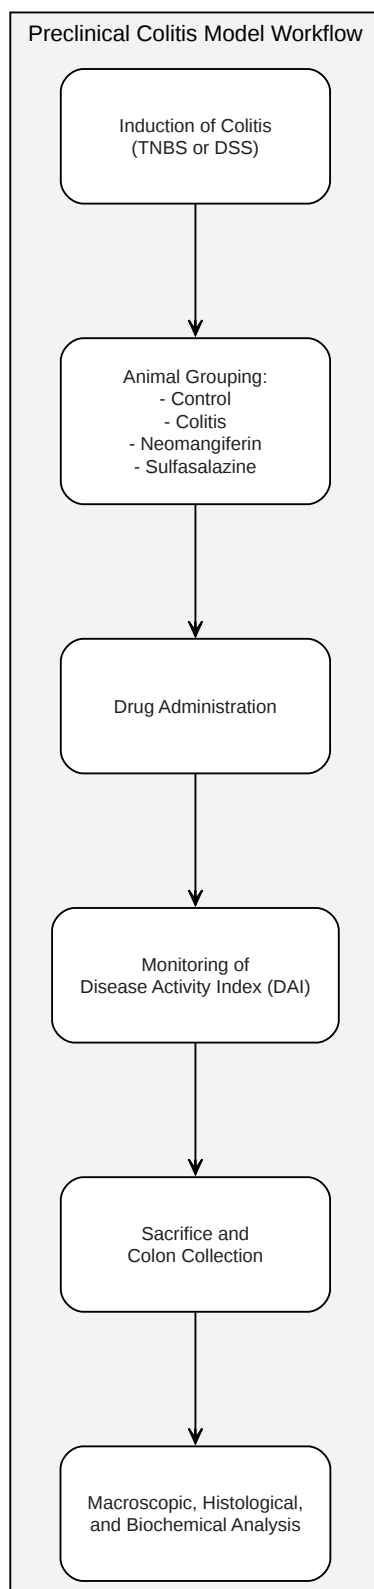 Preclinical Colitis Model Workflow
Induction of Colitis
(TNBS or DSS)
Animal Grouping:
- Control
- Colitis
- Neomangiferin
- Sulfasalazine
Drug Administration
Monitoring of
Disease Activity Index (DAI)
Sacrifice and
Colon Collection
Macroscopic, Histological,
and Biochemical Analysis